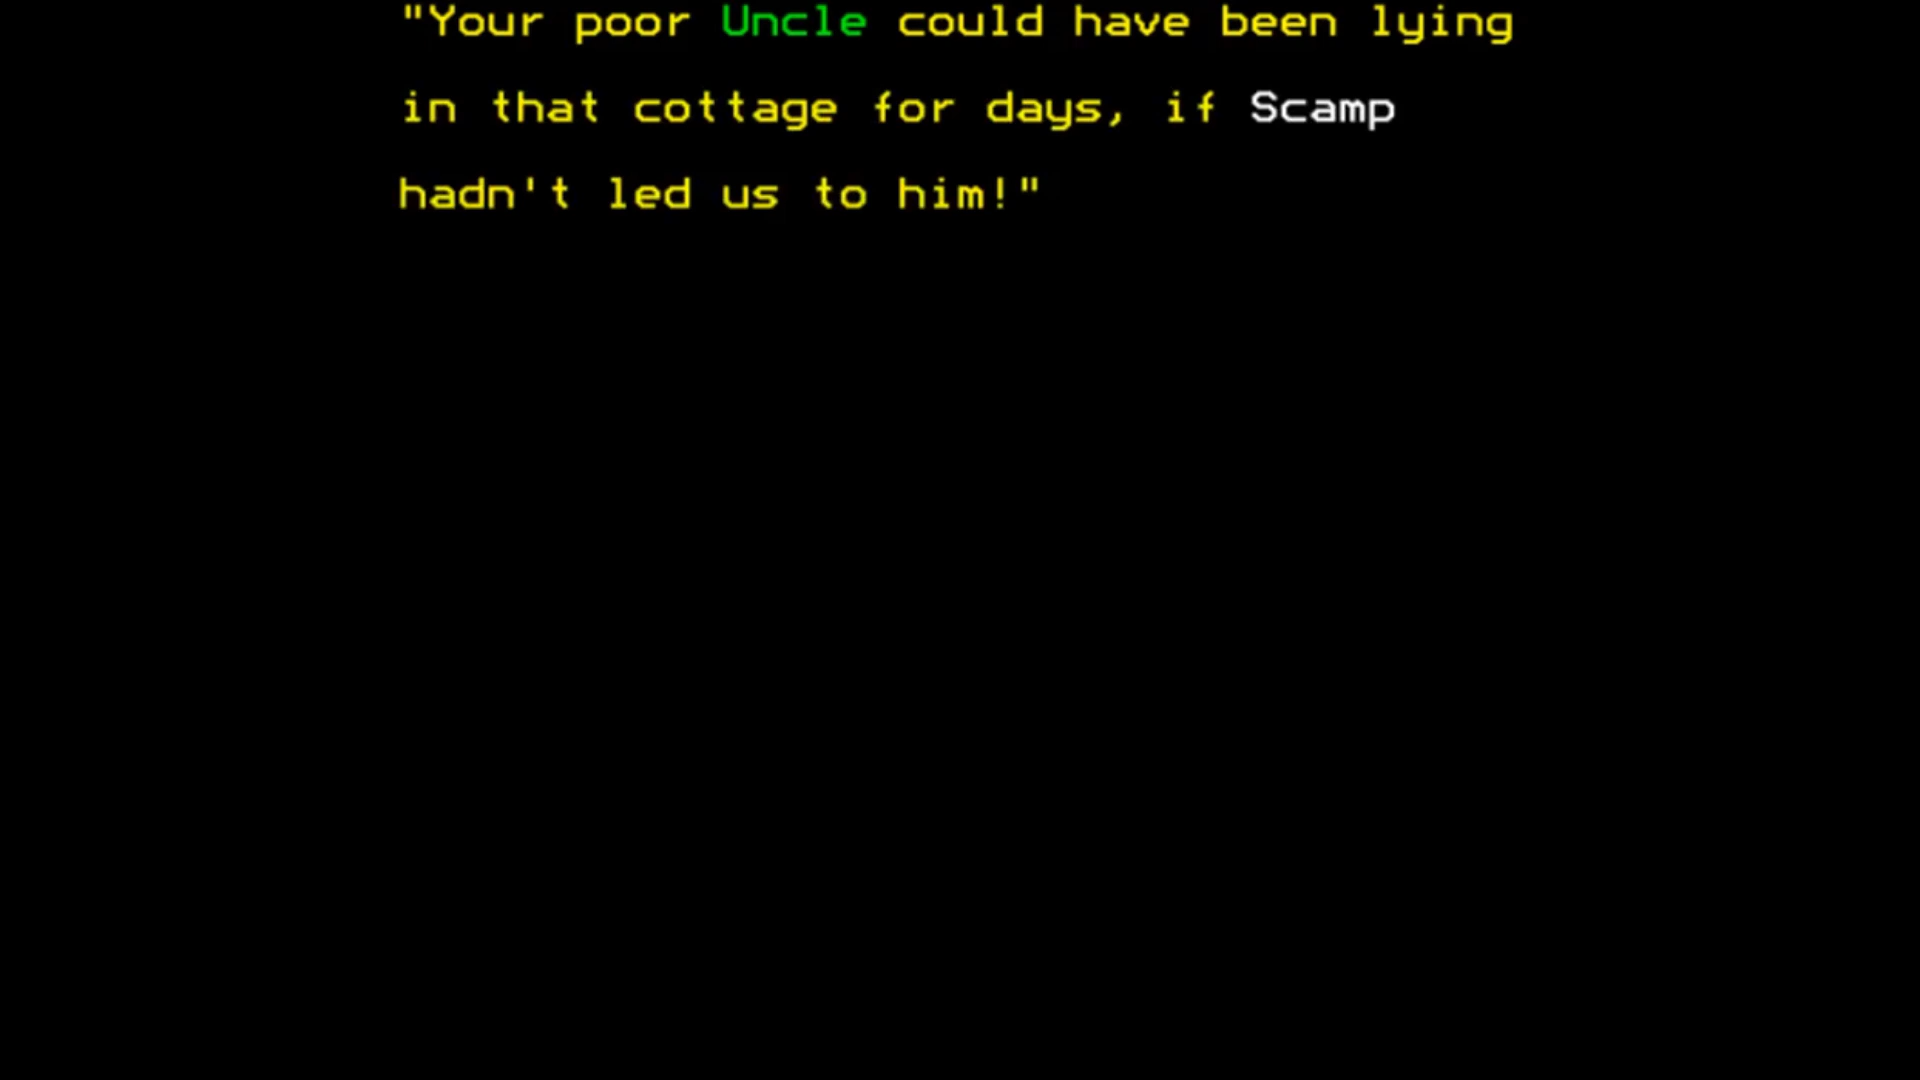 "Your poor Uncle could have been lying
in that cottage for days, if Scamp
hadn't led us to him!"